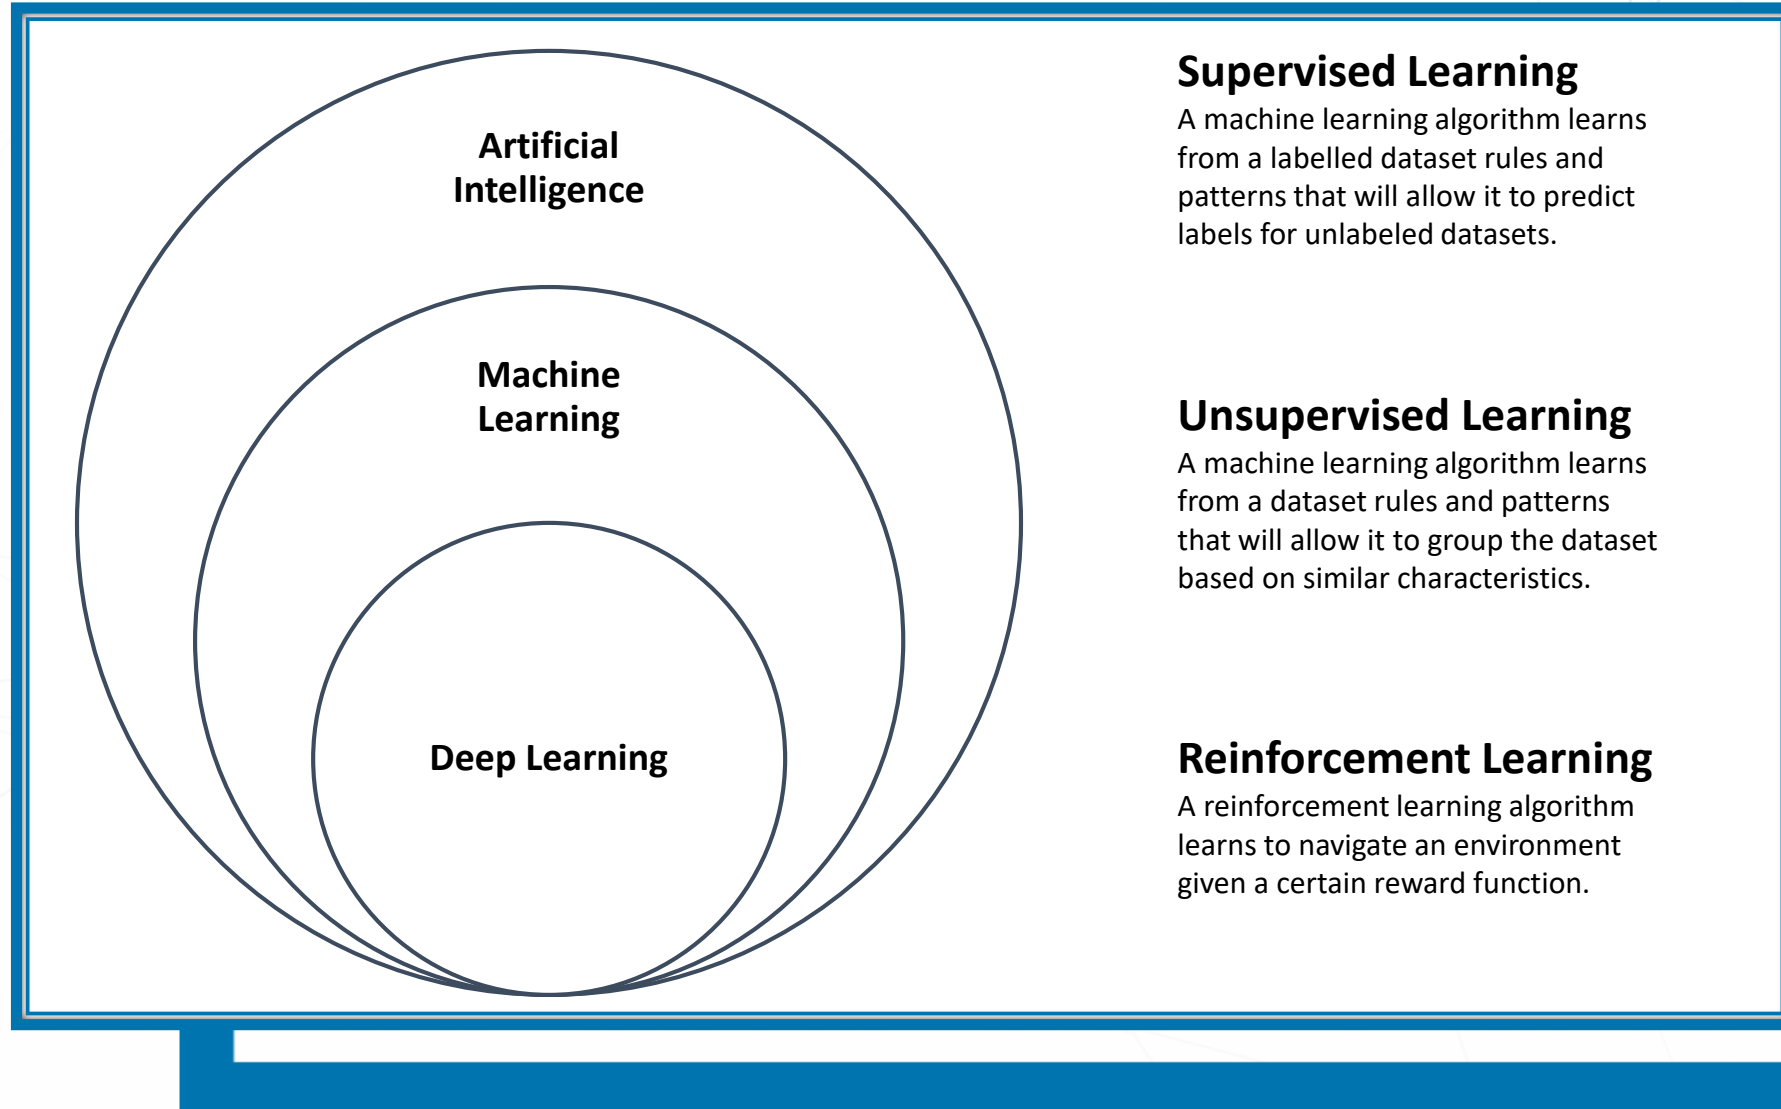 Artificial
Intelligence
Machine
Learning
Deep Learning
Supervised Learning
A machine learning algorithm learns
from a labelled dataset rules and
patterns that will allow it to predict
labels for unlabeled datasets.
Unsupervised Learning
A machine learning algorithm learns
from a dataset rules and patterns
that will allow it to group the dataset
based on similar characteristics.
Reinforcement Learning
A reinforcement learning algorithm
learns to navigate an environment
given a certain reward function.